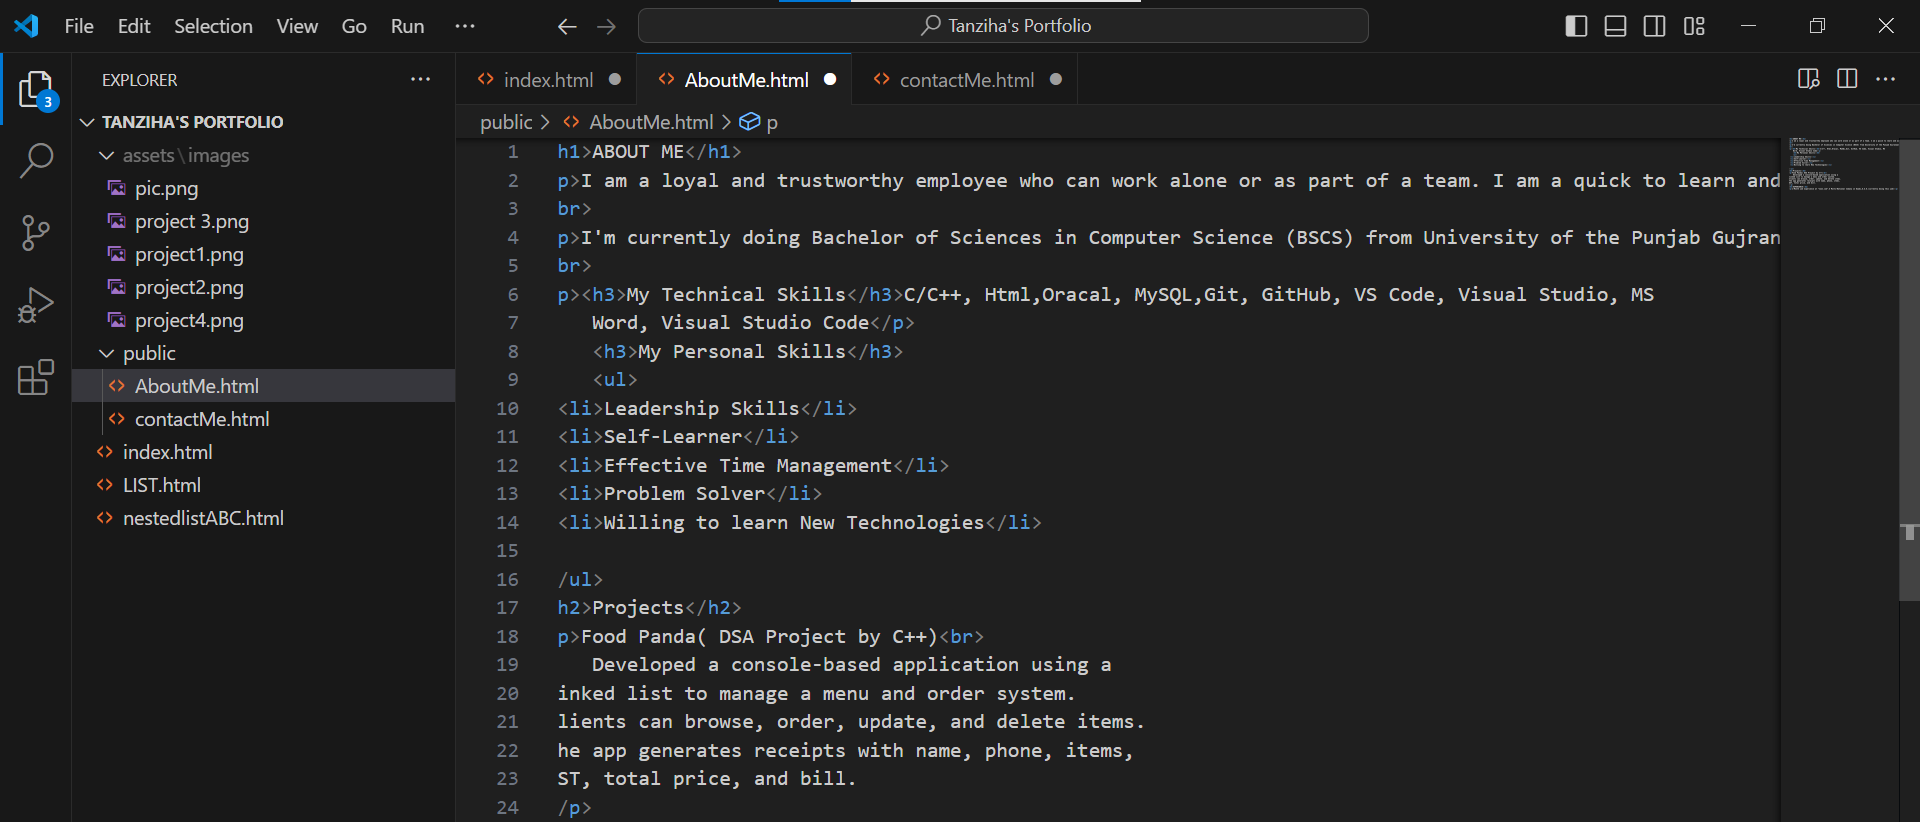 File Edit Selection View Go Run ···
Tanziha's Portfolio
EXPLORER ···
3
TANZIHA'S PORTFOLIO
assets\images
pic.png
project 3.png
project1.png
project2.png
project4.png
public
AboutMe.html
contactMe.html
index.html
LIST.html
nestedlistABC.html
index.html AboutMe.html contactMe.html
public > AboutMe.html > p
1 h1>ABOUT ME</h1>
2 p>I am a loyal and trustworthy employee who can work alone or as part of a team. I am a quick to learn and
3 br>
4 p>I'm currently doing Bachelor of Sciences in Computer Science (BSCS) from University of the Punjab Gujran
5 br>
6 p><h3>My Technical Skills</h3>C/C++, Html,Oracal, MySQL,Git, GitHub, VS Code, Visual Studio, MS
7 Word, Visual Studio Code</p>
8 <h3>My Personal Skills</h3>
9 <ul>
10 <li>Leadership Skills</li>
11 <li>Self-Learner</li>
12 <li>Effective Time Management</li>
13 <li>Problem Solver</li>
14 <li>Willing to learn New Technologies</li>
15
16 /ul>
17 h2>Projects</h2>
18 p>Food Panda( DSA Project by C++)<br>
19 Developed a console-based application using a
20 inked list to manage a menu and order system.
21 lients can browse, order, update, and delete items.
22 he app generates receipts with name, phone, items,
23 ST, total price, and bill.
24 /p>